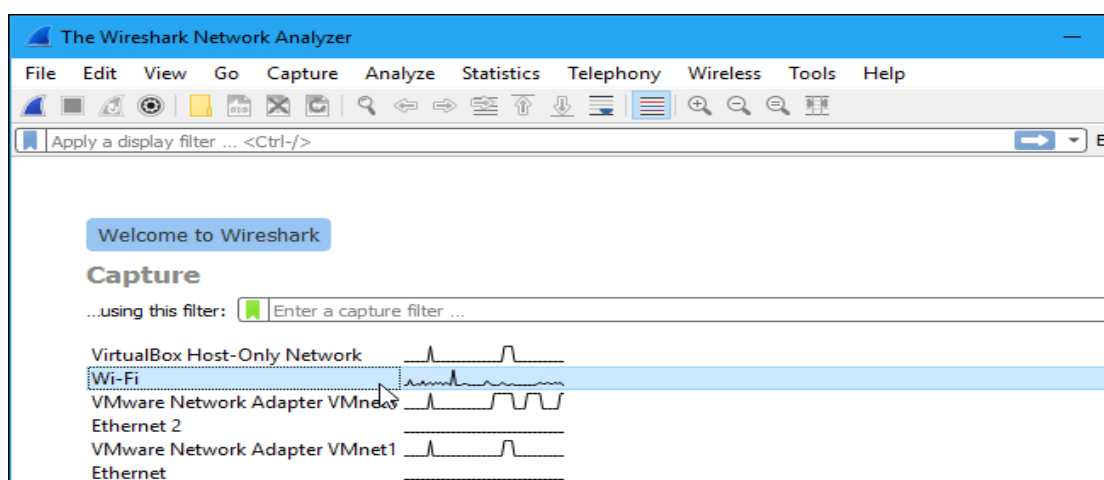 The Wireshark Network Analyzer
File Edit View Go Capture Analyze Statistics Telephony Wireless Tools Help
Apply a display filter ... <Ctrl-/>
Welcome to Wireshark
Capture
...using this filter: Enter a capture filter ...
VirtualBox Host-Only Network
Wi-Fi
VMware Network Adapter
Ethernet 2
VMware Network Adapter VMnet1
Ethernet